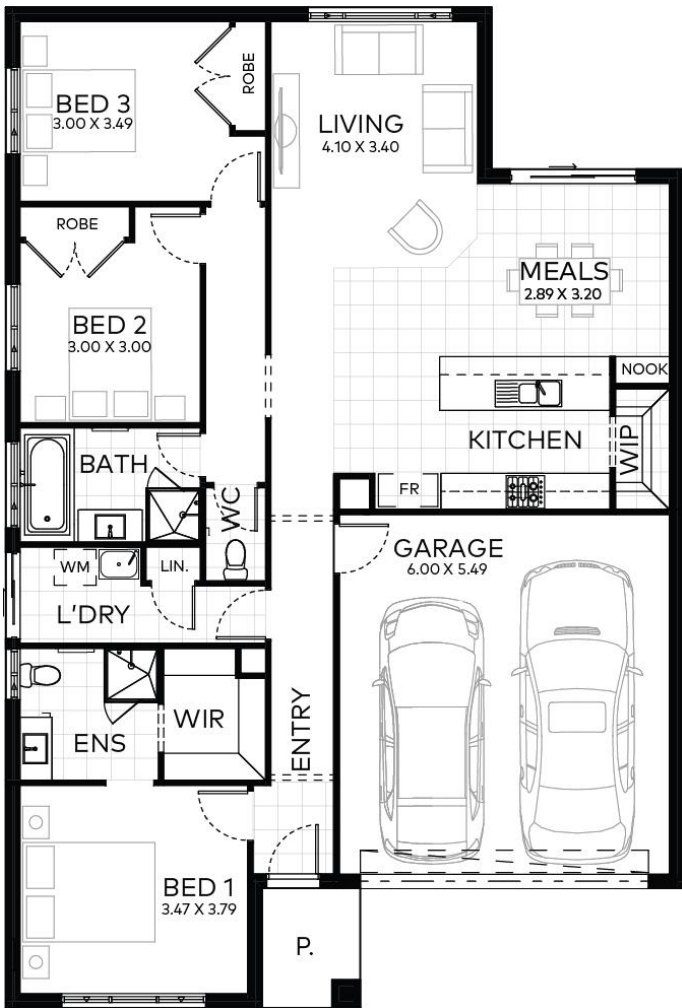 BED 3
3.00 X 3.49
ROBE
LIVING
4.10 X 3.40
ROBE
BED 2
3.00 X 3.00
MEALS
2.89 X 3.20
NOOK
KITCHEN
WIP
BATH
WC
FR
GARAGE
6.00 X 5.49
WM
LIN.
L'DRY
ENS
WIR
ENTRY
BED 1
3.47 X 3.79
P.